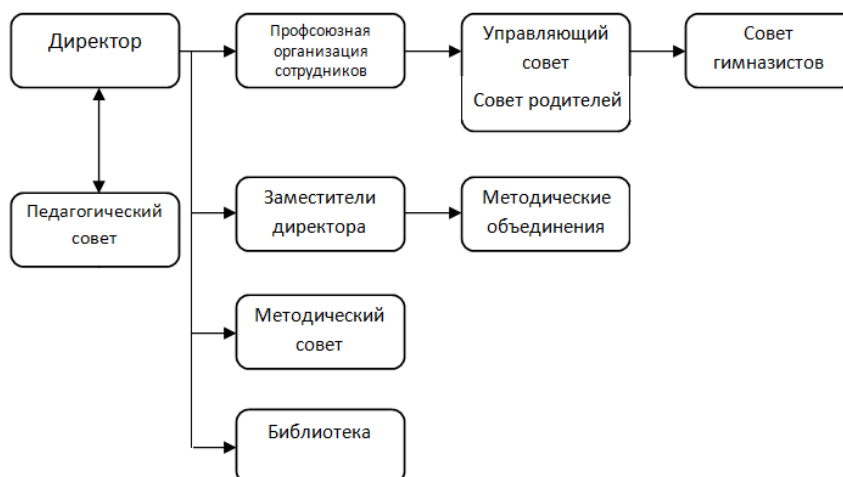 Директор
Профсоюзная
организация
сотрудников
Управляющий
совет
Совет родителей
Совет
гимназистов
Педагогический
совет
Заместители
директора
Методические
объединения
Методический
совет
Библиотека